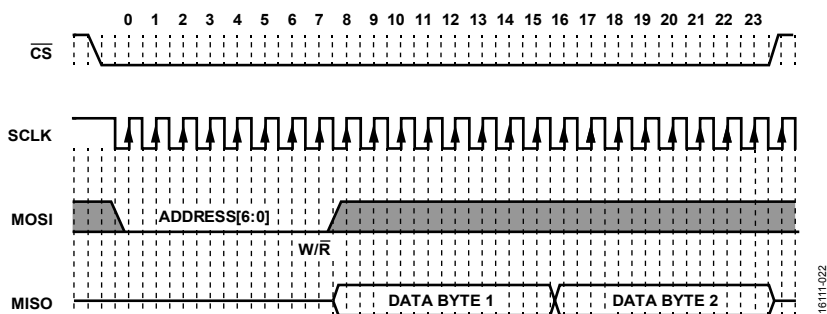 0 1 2 3 4 5 6 7 8 9 10 11 12 13 14 15 16 17 18 19 20 21 22 23
CS
SCLK
MOSI
ADDRESS[6:0]
W/R
MISO
DATA BYTE 1
DATA BYTE 2
16111-022